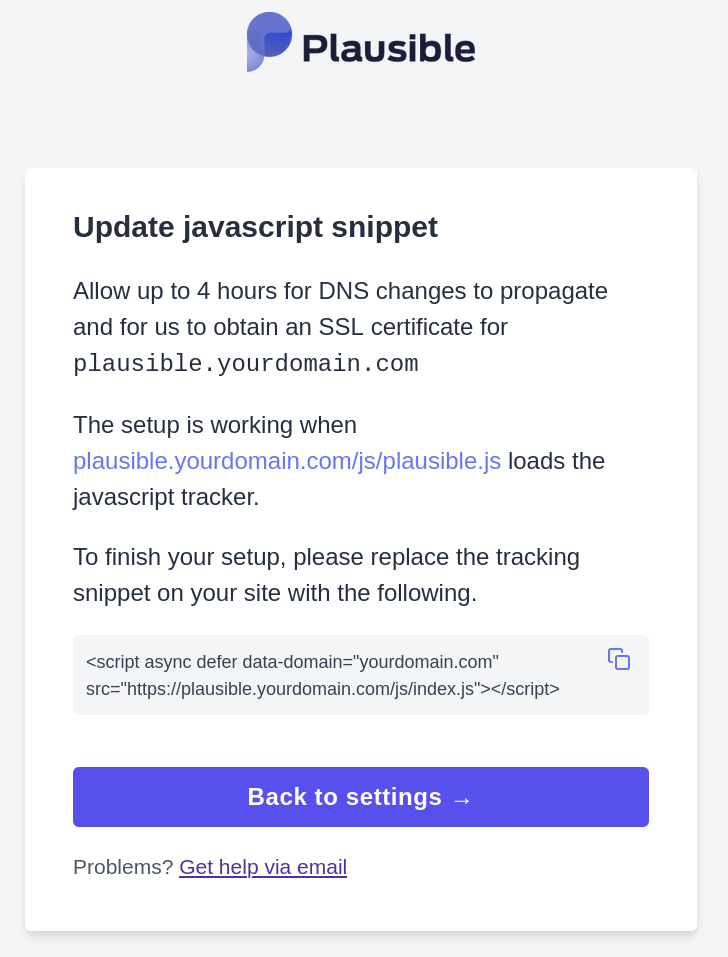 Plausible
Update javascript snippet
Allow up to 4 hours for DNS changes to propagate
and for us to obtain an SSL certificate for
plausible.yourdomain.com
The setup is working when
plausible.yourdomain.com/js/plausible.js loads the
javascript tracker.
To finish your setup, please replace the tracking
snippet on your site with the following.
<script async defer data-domain="yourdomain.com"
src="https://plausible.yourdomain.com/js/index.js"></script>
Back to settings →
Problems? Get help via email